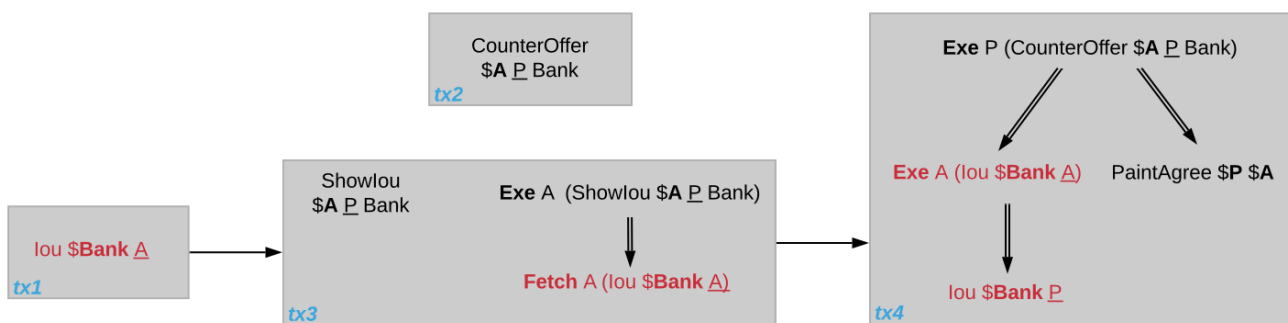 CounterOffer
$A P Bank
tx2
Exe P (CounterOffer $A P Bank)
Exe A (Iou $Bank A)
PaintAgree $P $A
Iou $Bank P
tx4
ShowIou
$A P Bank
Exe A (ShowIou $A P Bank)
Fetch A (Iou $Bank A)
tx3
Iou $Bank A
tx1